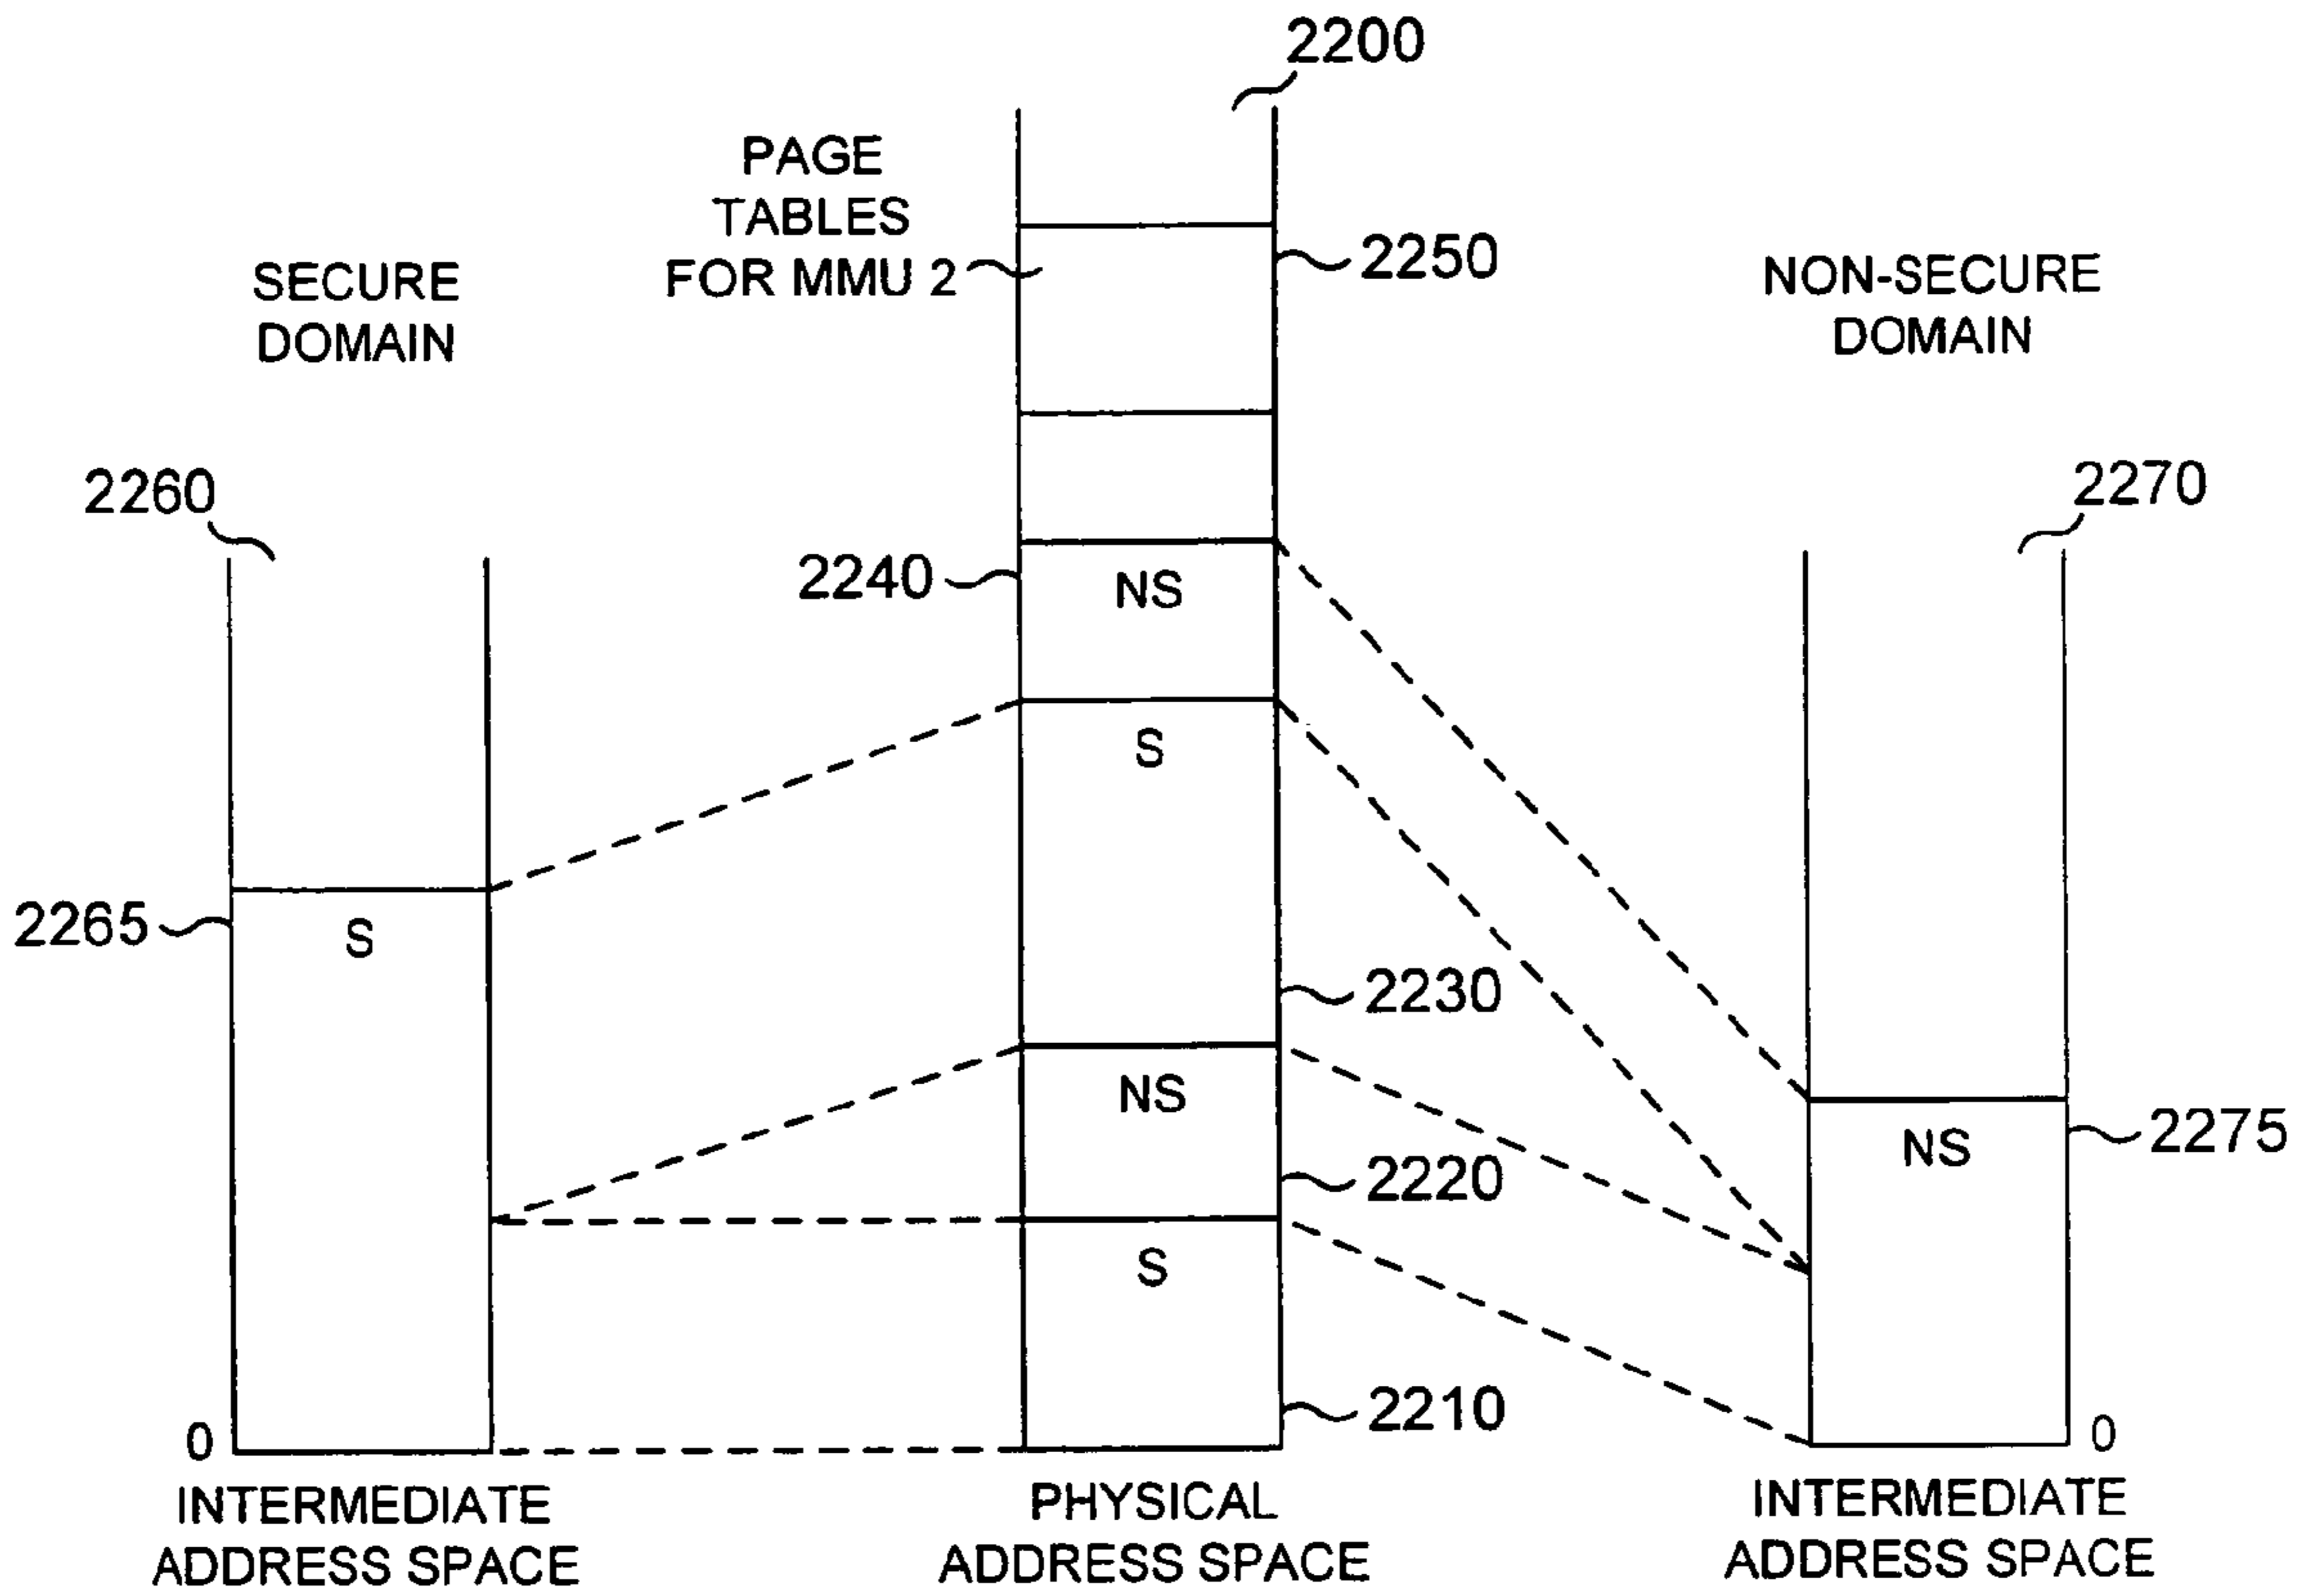 2200
PAGE
TABLES
FOR MMU 2
2250
SECURE
DOMAIN
NON-SECURE
DOMAIN
2260
2270
2240
NS
S
2265
S
2230
NS
2275
NS
2220
S
2210
0
0
INTERMEDIATE
ADDRESS SPACE
PHYSICAL
ADDRESS SPACE
INTERMEDIATE
ADDRESS SPACE